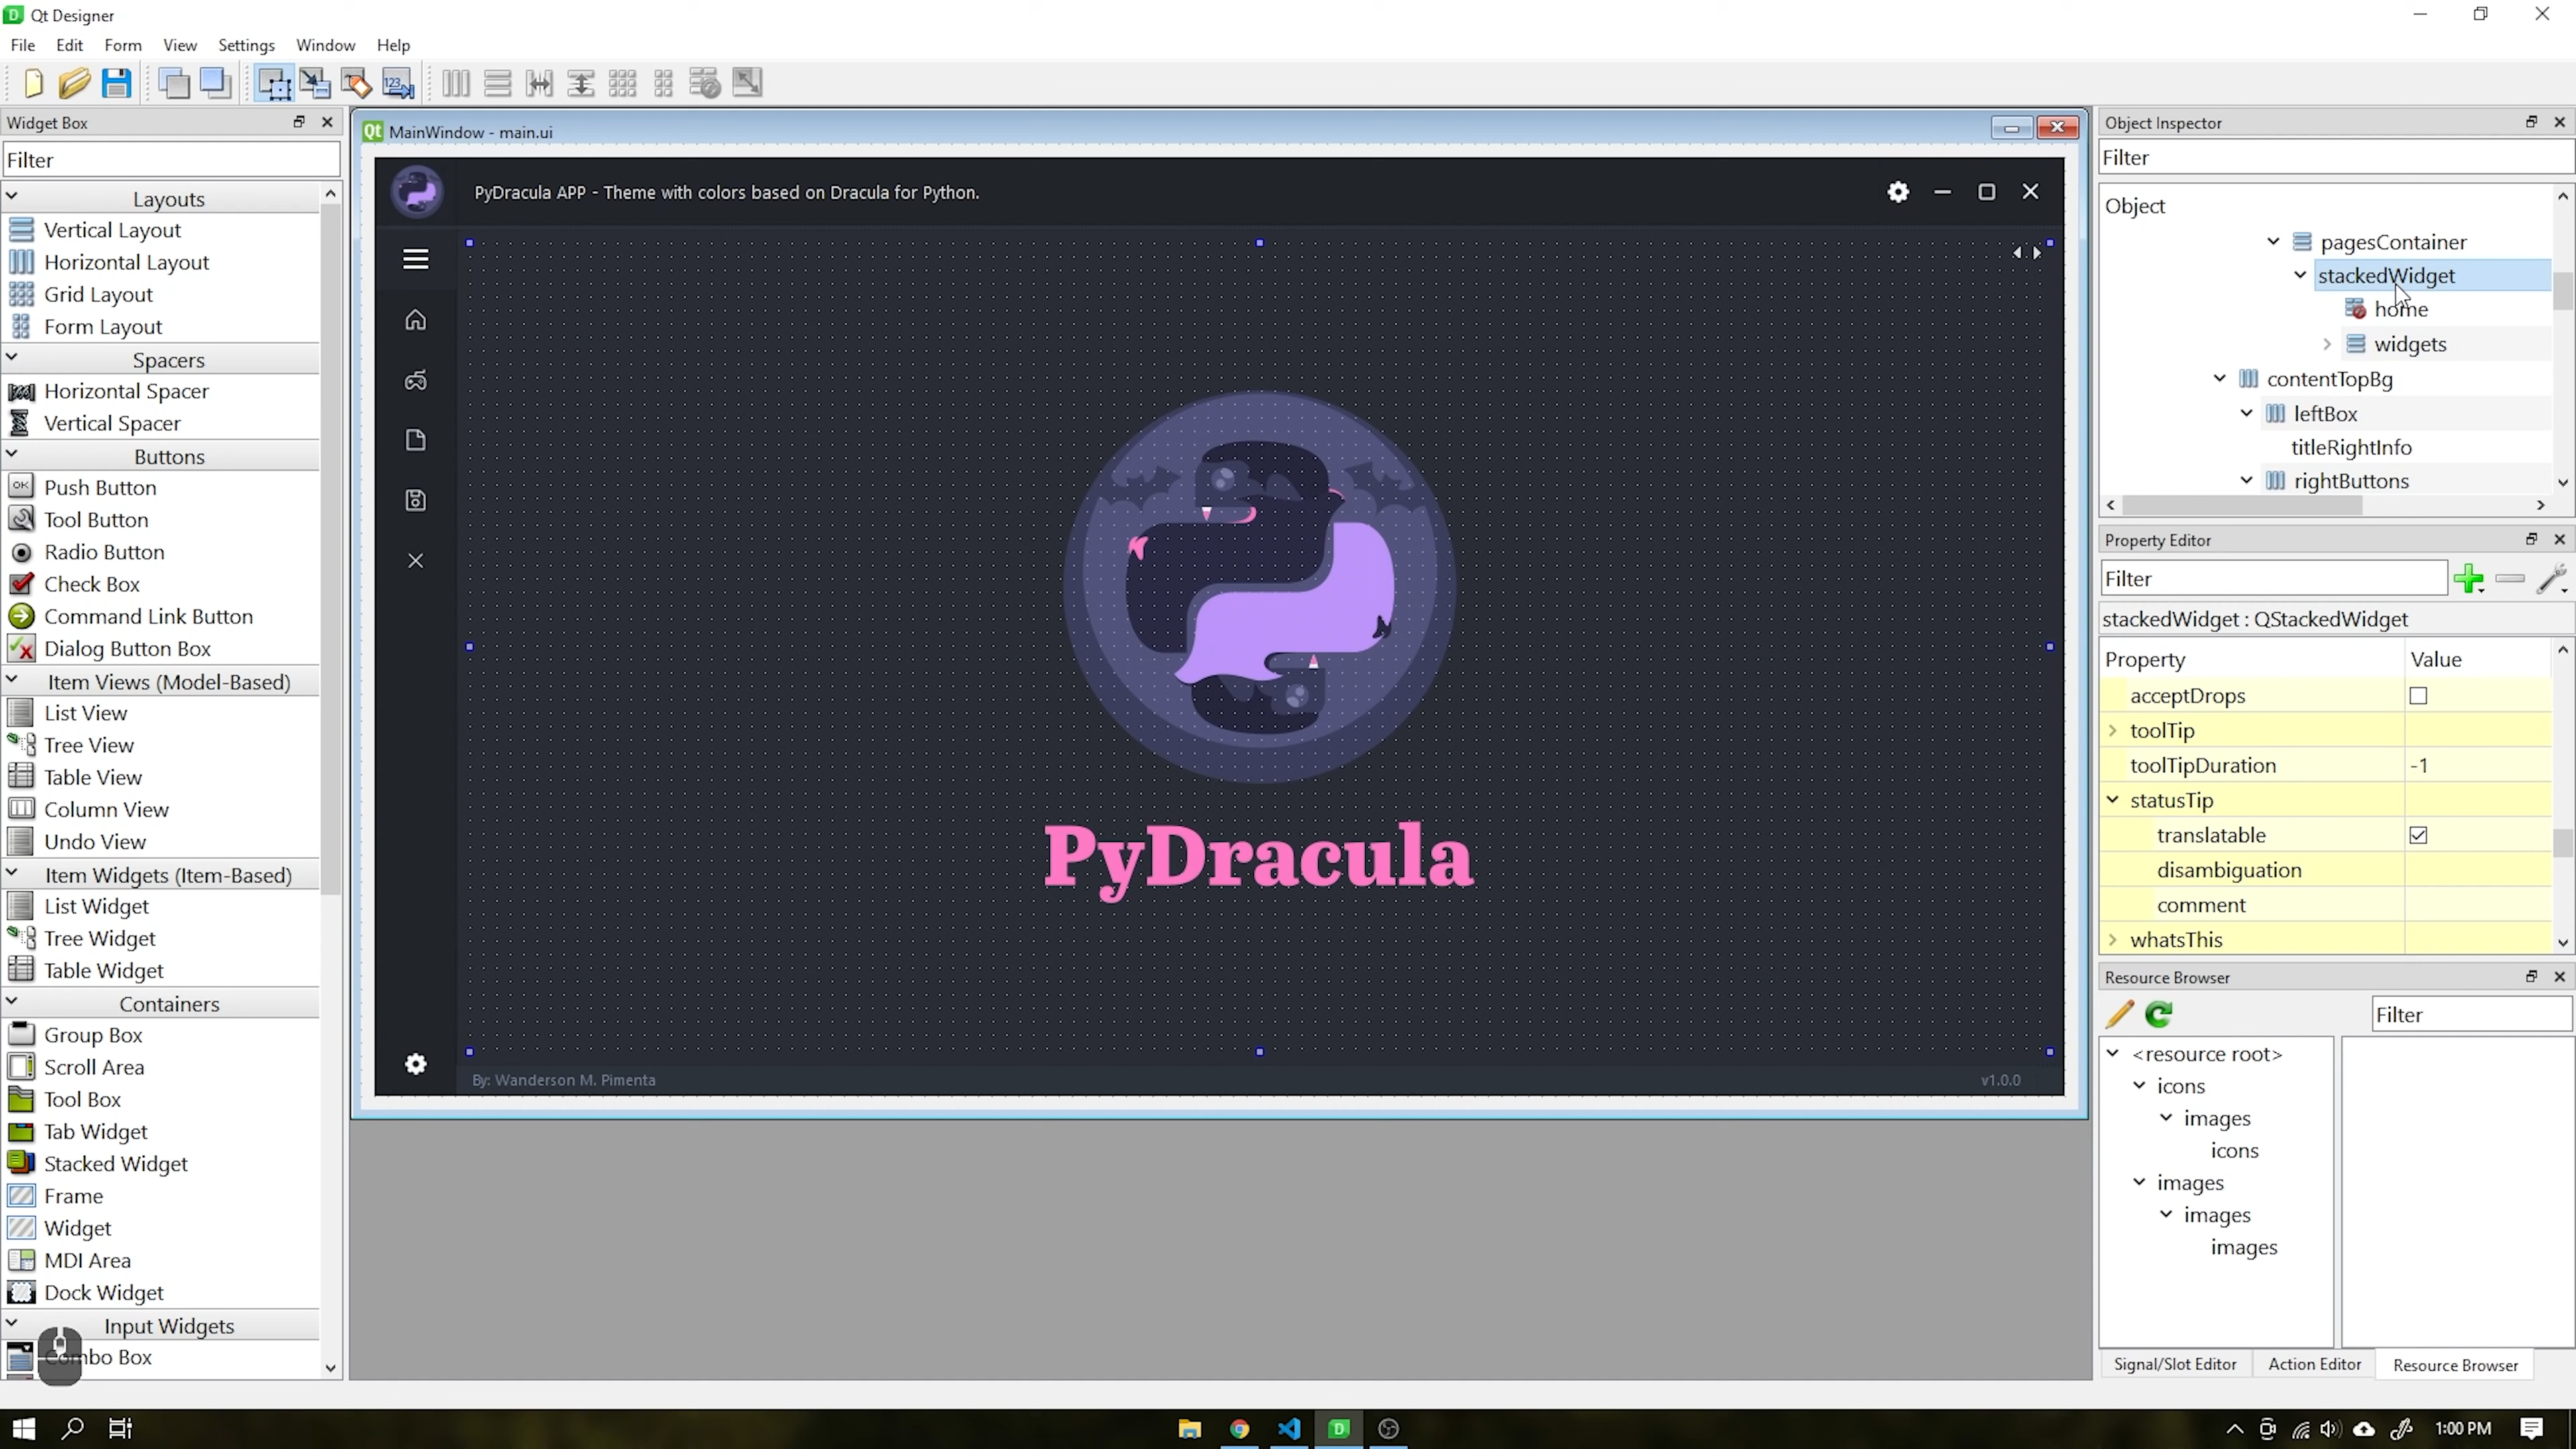 Qt Designer
File Edit Form View Settings Window Help
Widget Box
Filter
Layouts
Vertical Layout
Horizontal Layout
Grid Layout
Form Layout
Spacers
Horizontal Spacer
Vertical Spacer
Buttons
Push Button
Tool Button
Radio Button
Check Box
Command Link Button
Dialog Button Box
Item Views (Model-Based)
List View
Tree View
Table View
Column View
Undo View
Item Widgets (Item-Based)
List Widget
Tree Widget
Table Widget
Containers
Group Box
Scroll Area
Tool Box
Tab Widget
Stacked Widget
Frame
Widget
MDI Area
Dock Widget
Input Widgets
mbo Box
MainWindow - main.ui
PyDracula APP - Theme with colors based on Dracula for Python.
PyDracula
By: Wanderson M. Pimenta
v1.0.0
Object Inspector
Filter
Object
pagesContainer
stackedWidget
home
widgets
contentTopBg
leftBox
titleRightInfo
rightButtons
Property Editor
Filter
stackedWidget : QStackedWidget
Property Value
acceptDrops
toolTip
toolTipDuration -1
statusTip
translatable
disambiguation
comment
whatsThis
Resource Browser
Filter
<resource root>
icons
images
icons
images
images
images
Signal/Slot Editor Action Editor Resource Browser
1:00 PM